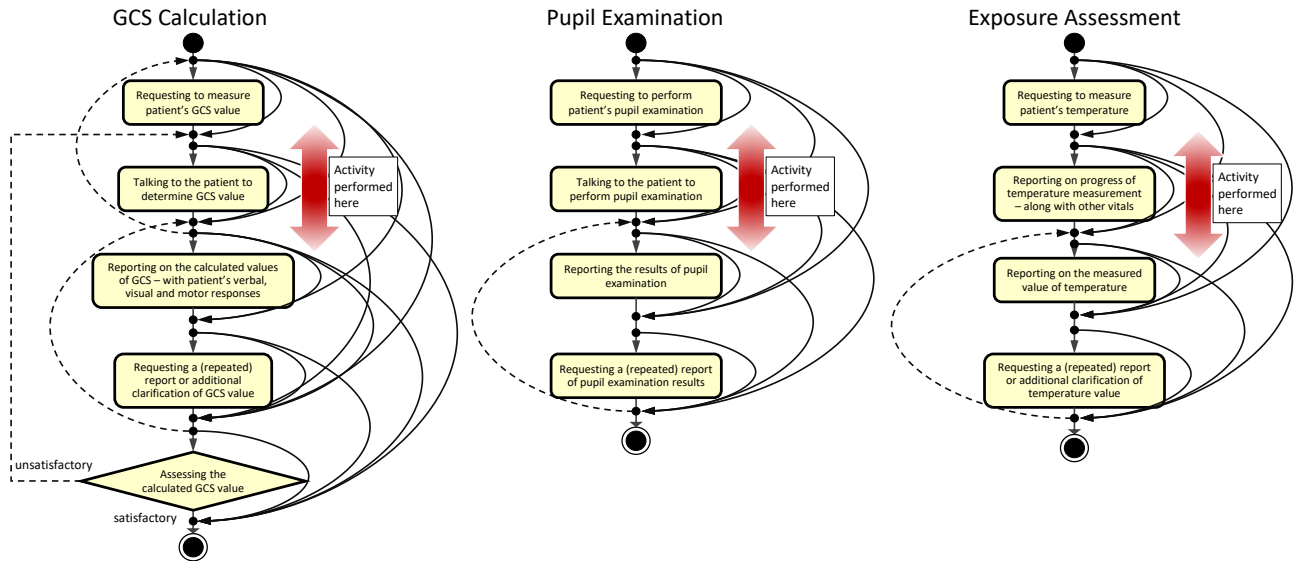 GCS Calculation
Requesting to measure
patient's GCS value
Talking to the patient to
determine GCS value
Activity
performed
here
Reporting on the calculated values
of GCS – with patient's verbal,
visual and motor responses
Requesting a (repeated)
report or additional
clarification of GCS value
unsatisfactory
Assessing the
calculated GCS value
satisfactory
Pupil Examination
Requesting to perform
patient's pupil examination
Talking to the patient to
perform pupil examination
Activity
performed
here
Reporting the results of pupil
examination
Requesting a (repeated) report
of pupil examination results
Exposure Assessment
Requesting to measure
patient's temperature
Reporting on progress of
temperature measurement
– along with other vitals
Activity
performed
here
Reporting on the measured
value of temperature
Requesting a (repeated) report
or additional clarification of
temperature value